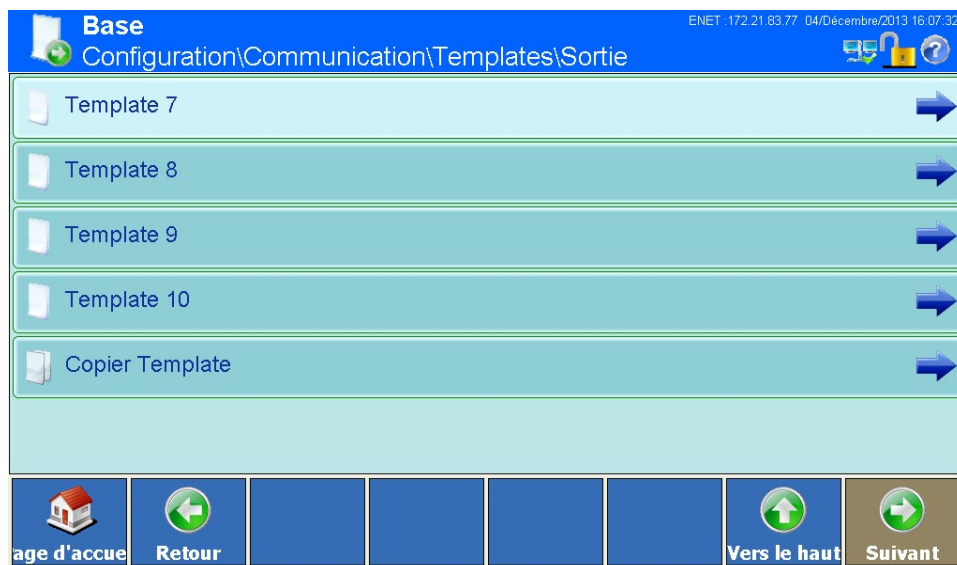 Base
ENET :172.21.83.77 04/Décembre/2013 16:07:32
Configuration\Communication\Templates\Sortie
Template 7
Template 8
Template 9
Template 10
Copier Template
age d'accue
Retour
Vers le haut
Suivant